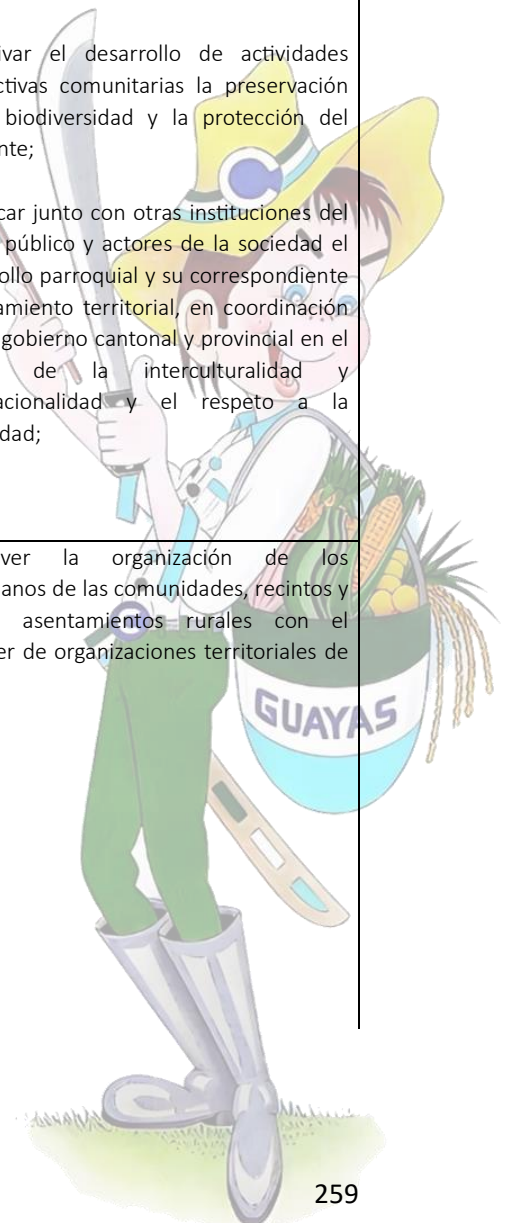 ivar el desarrollo de actividades
ctivas comunitarias la preservación
biodiversidad y la protección del
nte;
car junto con otras instituciones del
público y actores de la sociedad el
ollo parroquial y su correspondiente
amiento territorial, en coordinación
gobierno cantonal y provincial en el
de la interculturalidad y
acionalidad y el respeto a la
dad;
ver la organización de los
anos de las comunidades, recintos y
asentamientos rurales con el
er de organizaciones territoriales de
GUAYAS
259